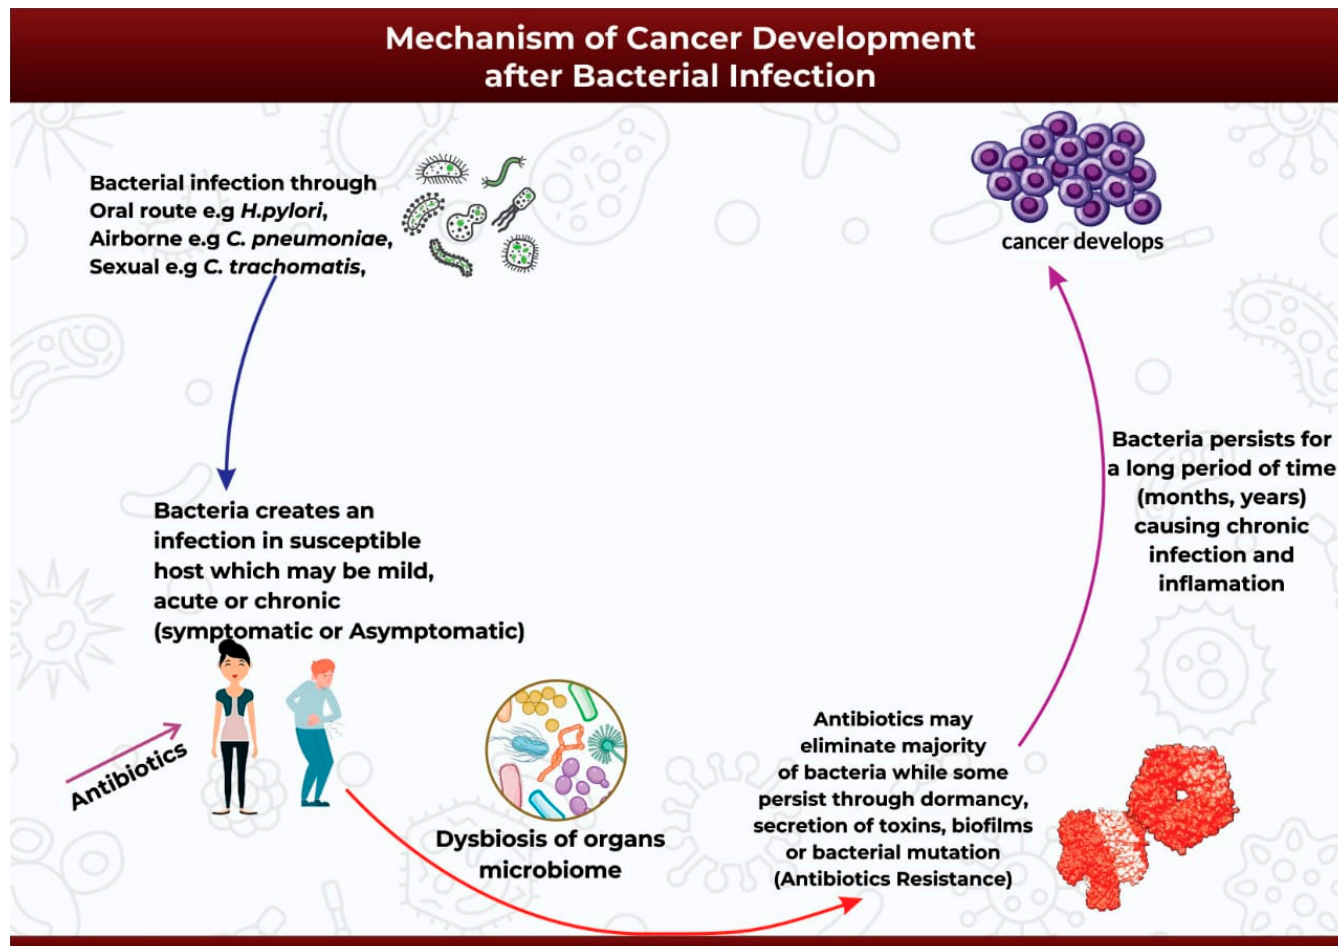 Mechanism of Cancer Development
after Bacterial Infection
Bacterial infection through
Oral route e.g H.pylori,
Airborne e.g C. pneumoniae,
Sexual e.g C. trachomatis,
cancer develops
Bacteria persists for
a long period of time
(months, years)
causing chronic
infection and
inflamation
Bacteria creates an
infection in susceptible
host which may be mild,
acute or chronic
(symptomatic or Asymptomatic)
Antibiotics
Dysbiosis of organs
microbiome
Antibiotics may
eliminate majority
of bacteria while some
persist through dormancy,
secretion of toxins, biofilms
or bacterial mutation
(Antibiotics Resistance)